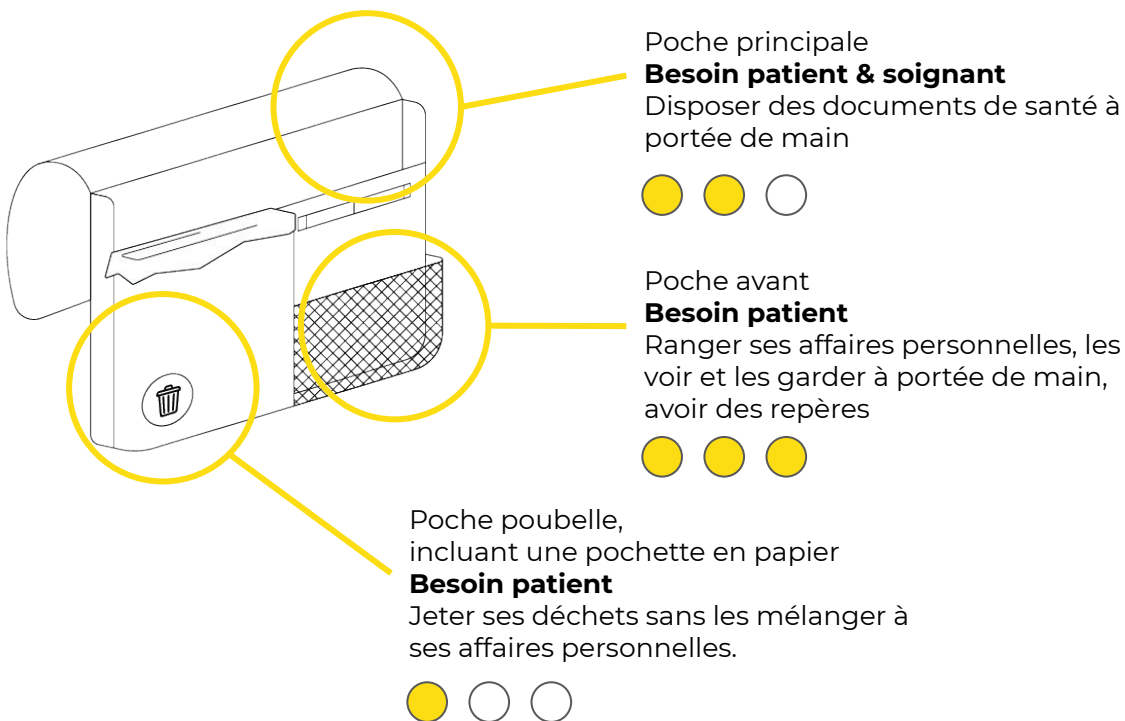 Poche principale
Besoin patient & soignant
Disposer des documents de santé à
portée de main
Poche avant
Besoin patient
Ranger ses affaires personnelles, les
voir et les garder à portée de main,
avoir des repères
Poche poubelle,
incluant une pochette en papier
Besoin patient
Jeter ses déchets sans les mélanger à
ses affaires personnelles.